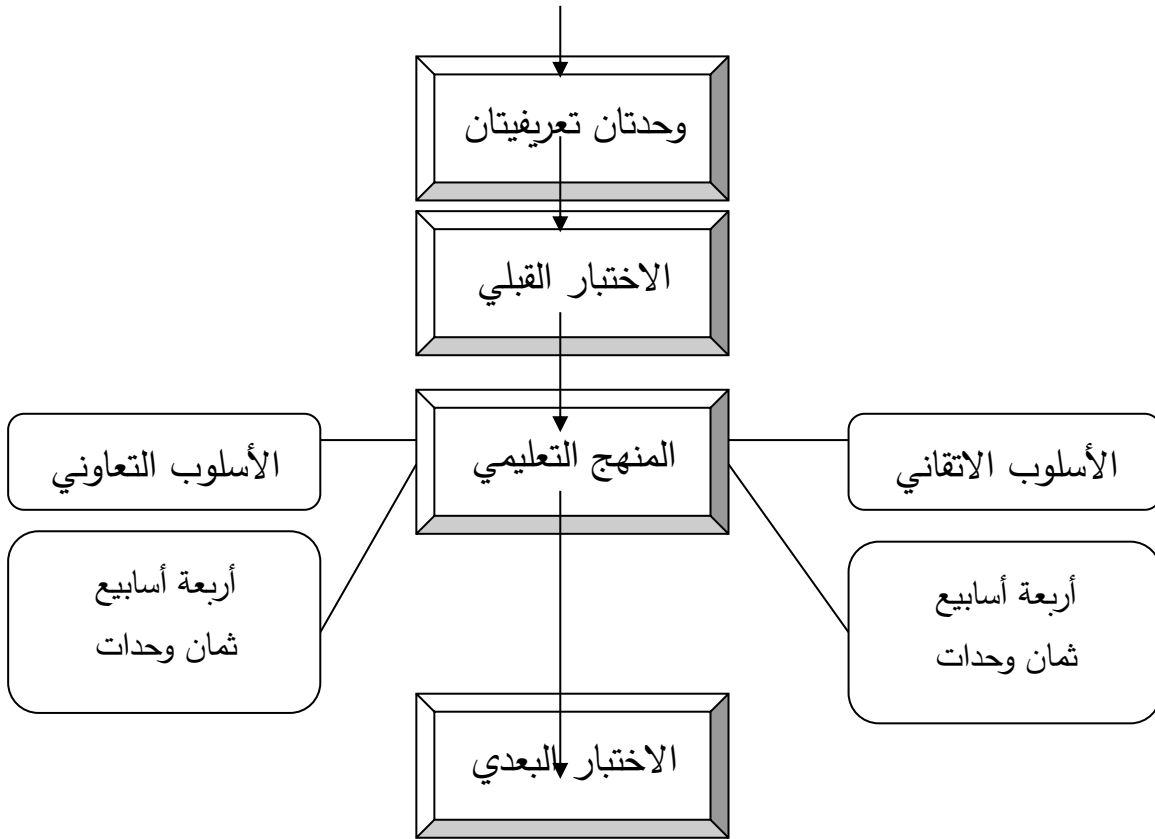 وحدتان تعريفيتان
الاختبار القبلي
المنهج التعليمي
الأسلوب الاتقاني
الأسلوب التعاوني
أربعة أسابيع
ثمان وحدات
أربعة أسابيع
ثمان وحدات
الاختبار البعدي